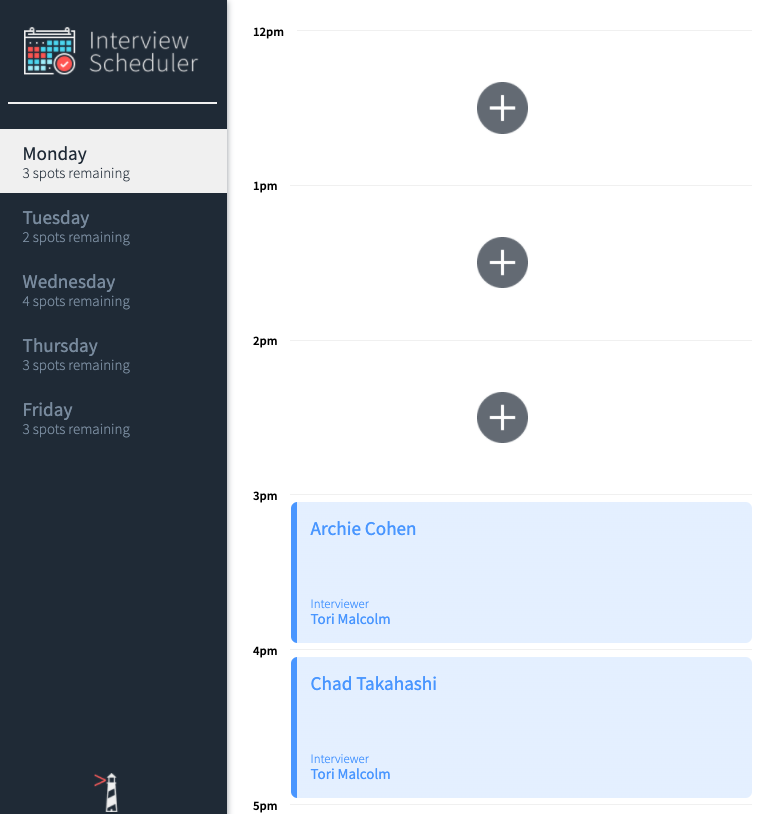 Interview
Scheduler
Monday
3 spots remaining
Tuesday
2 spots remaining
Wednesday
4 spots remaining
Thursday
3 spots remaining
Friday
3 spots remaining
12pm
1pm
2pm
3pm
Archie Cohen
Interviewer
Tori Malcolm
4pm
Chad Takahashi
Interviewer
Tori Malcolm
5pm